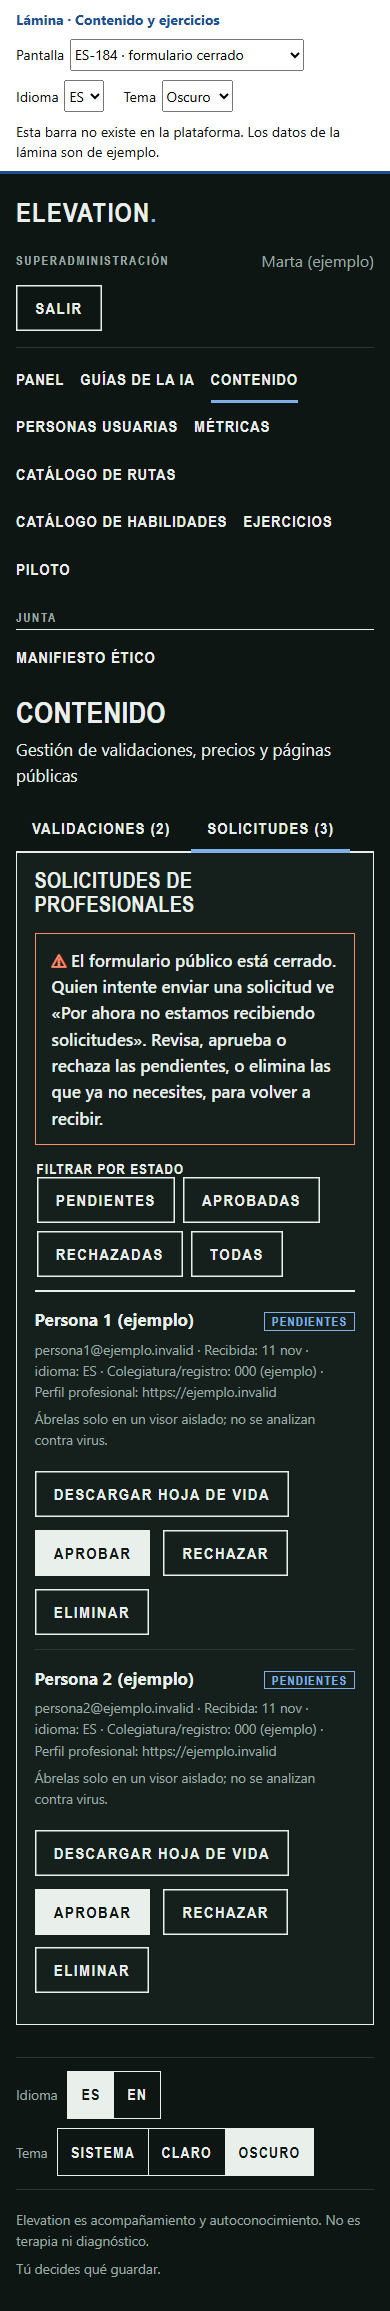 Lámina · Contenido y ejercicios
Pantalla ES-184 · formulario cerrado
Idioma ES Tema Oscuro
Esta barra no existe en la plataforma. Los datos de la
lámina son de ejemplo.
ELEVATION.
SUPERADMINISTRACIÓN Marta (ejemplo)
SALIR
PANEL GUÍAS DE LA IA CONTENIDO
PERSONAS USUARIAS MÉTRICAS
CATÁLOGO DE RUTAS
CATÁLOGO DE HABILIDADES EJERCICIOS
PILOTO
JUNTA
MANIFIESTO ÉTICO
CONTENIDO
Gestión de validaciones, precios y páginas
públicas
VALIDACIONES (2) SOLICITUDES (3)
SOLICITUDES DE
PROFESIONALES
⚠ El formulario público está cerrado.
Quien intente enviar una solicitud ve
«Por ahora no estamos recibiendo
solicitudes». Revisa, aprueba o
rechaza las pendientes, o elimina las
que ya no necesites, para volver a
recibir.
FILTRAR POR ESTADO
PENDIENTES APROBADAS
RECHAZADAS TODAS
Persona 1 (ejemplo) PENDIENTES
persona1@ejemplo.invalid · Recibida: 11 nov ·
idioma: ES · Colegiatura/registro: 000 (ejemplo) ·
Perfil profesional: https://ejemplo.invalid
Ábrelas solo en un visor aislado; no se analizan
contra virus.
DESCARGAR HOJA DE VIDA
APROBAR RECHAZAR
ELIMINAR
Persona 2 (ejemplo) PENDIENTES
persona2@ejemplo.invalid · Recibida: 11 nov ·
idioma: ES · Colegiatura/registro: 000 (ejemplo) ·
Perfil profesional: https://ejemplo.invalid
Ábrelas solo en un visor aislado; no se analizan
contra virus.
DESCARGAR HOJA DE VIDA
APROBAR RECHAZAR
ELIMINAR
Idioma ES EN
Tema SISTEMA CLARO OSCURO
Elevation es acompañamiento y autoconocimiento. No es
terapia ni diagnóstico.
Tú decides qué guardar.